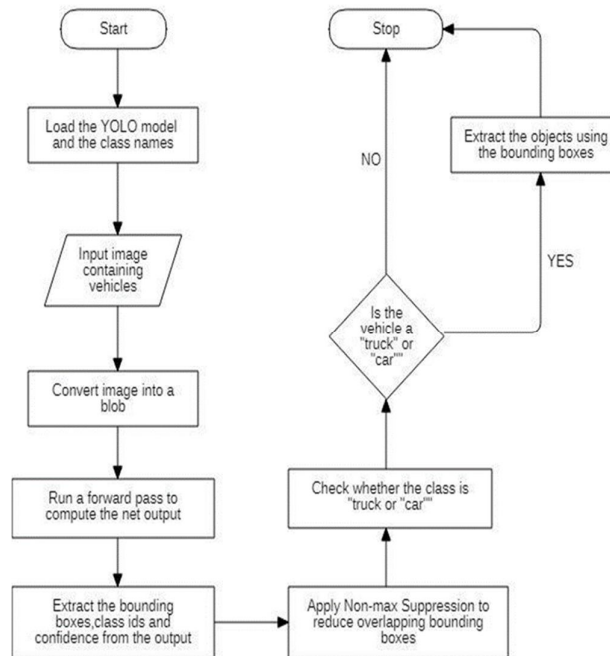 Start
Load the YOLO model
and the class names
Input image
containing
vehicles
Convert image into a
blob
Run a forward pass to
compute the net output
Extract the bounding
boxes,class ids and
confidence from the output
Apply Non-max Suppression to
reduce overlapping bounding
boxes
Check whether the class is
"truck or "car""
Is the
vehicle a
"truck" or
"car""
NO
YES
Extract the objects using
the bounding boxes
Stop